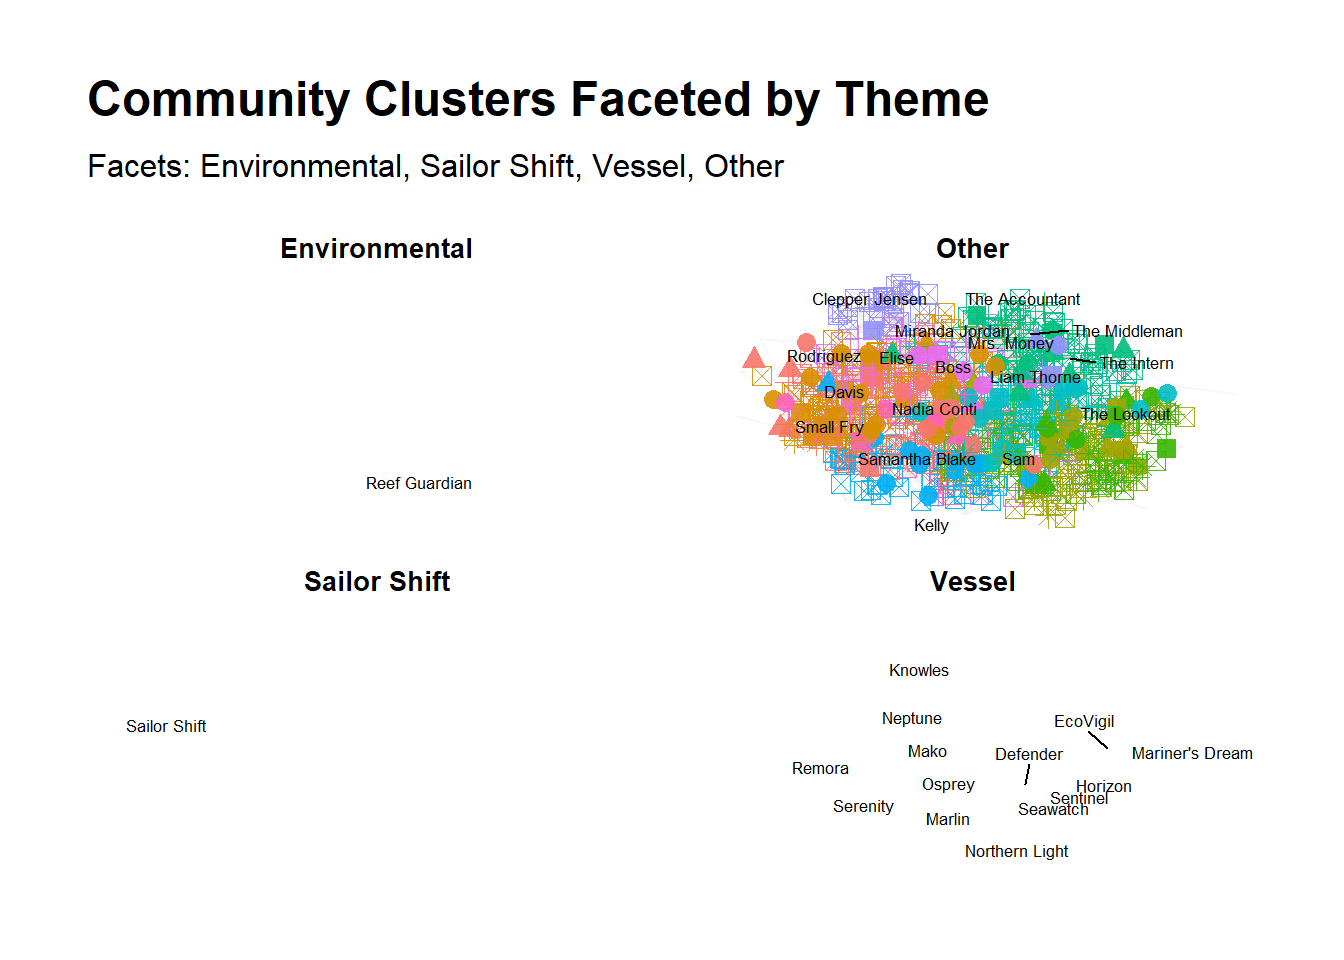 Community Clusters Faceted by Theme
Facets: Environmental, Sailor Shift, Vessel, Other
Environmental
Reef Guardian
Other
Clepper Jensen
The Accountant
Miranda Jordan
The Middleman
Mrs. Money
Rodriguez
Elise
Boss
The Intern
Liam Thorne
Davis
Nadia Conti
The Lookout
Small Fry
Samantha Blake
Sam
Kelly
Sailor Shift
Sailor Shift
Vessel
Knowles
Neptune
EcoVigil
Mako
Defender
Mariner's Dream
Remora
Osprey
Horizon
Sentinel
Serenity
Seawatch
Marlin
Northern Light